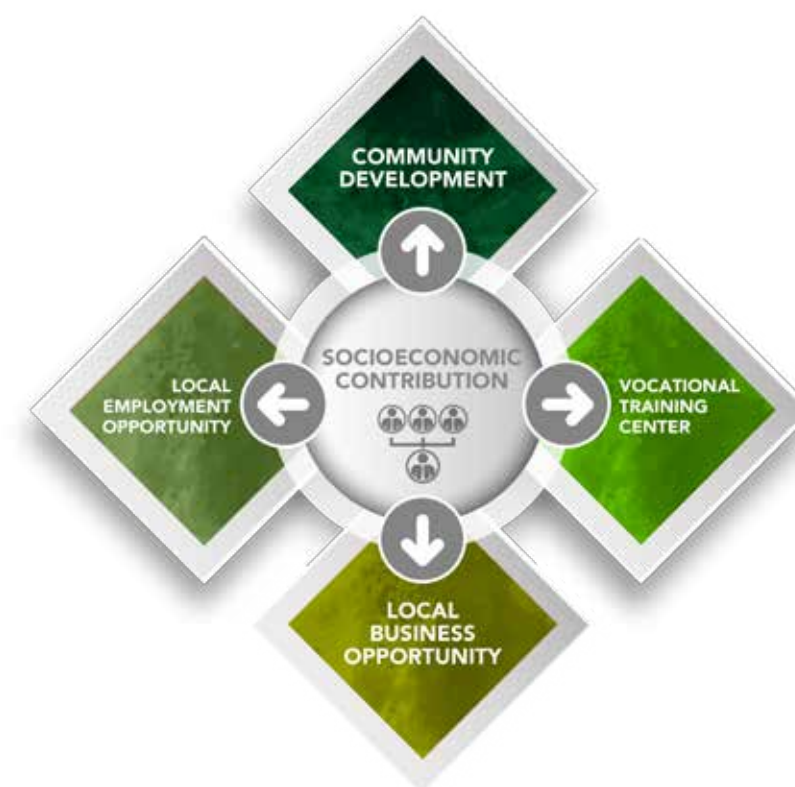 COMMUNITY
DEVELOPMENT
SOCIOECONOMIC
CONTRIBUTION
LOCAL
EMPLOYMENT
OPPORTUNITY
VOCATIONAL
TRAINING
CENTER
LOCAL
BUSINESS
OPPORTUNITY